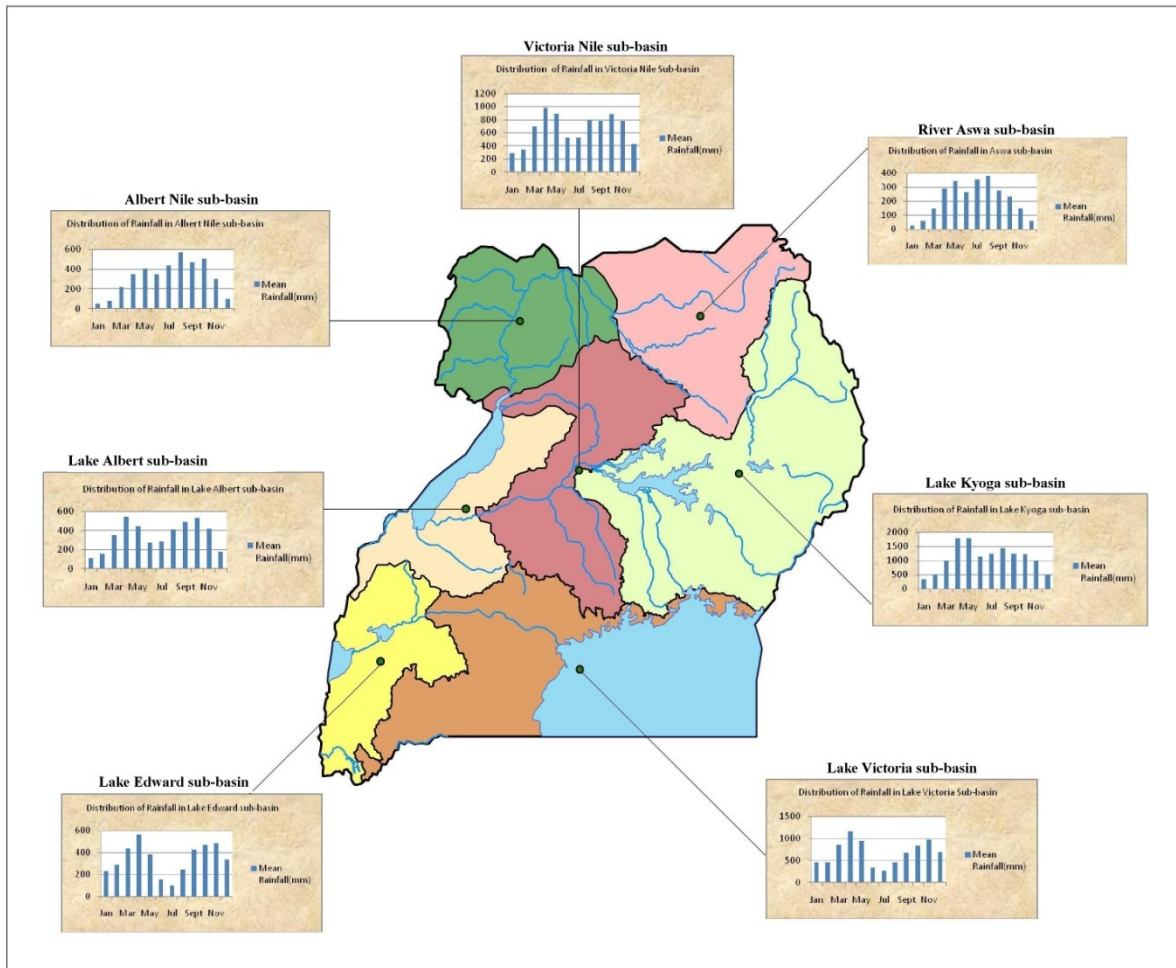 Victoria Nile sub-basin
Distribution of Rainfall in Victoria Nile Sub-basin
1200
1000
800
600
400
200
0
Mean
Rainfall(mm)
Jan Mar May Jul Sept Nov
River Aswa sub-basin
Distribution of Rainfall in Aswa sub-basin
400
300
200
100
0
Mean
Rainfall(mm)
Jan Mar May Jul Sept Nov
Albert Nile sub-basin
Distribution of Rainfall in Albert Nile sub-basin
600
400
200
0
Mean
Rainfall(mm)
Jan Mar May Jul Sept Nov
Lake Albert sub-basin
Distribution of Rainfall in Lake Albert sub-basin
600
400
200
0
Mean
Rainfall(mm)
Jan Mar May Jul Sept Nov
Lake Kyoga sub-basin
Distribution of Rainfall in Lake Kyoga sub-basin
2000
1500
1000
500
0
Mean
Rainfall(mm)
Jan Mar May Jul Sept Nov
Lake Edward sub-basin
Distribution of Rainfall in Lake Edward sub-basin
600
400
200
0
Mean
Rainfall(mm)
Jan Mar May Jul Sept Nov
Lake Victoria sub-basin
Distribution of Rainfall in Lake Victoria Sub-basin
1500
1000
500
0
Mean
Rainfall(mm)
Jan Mar May Jul Sept Nov